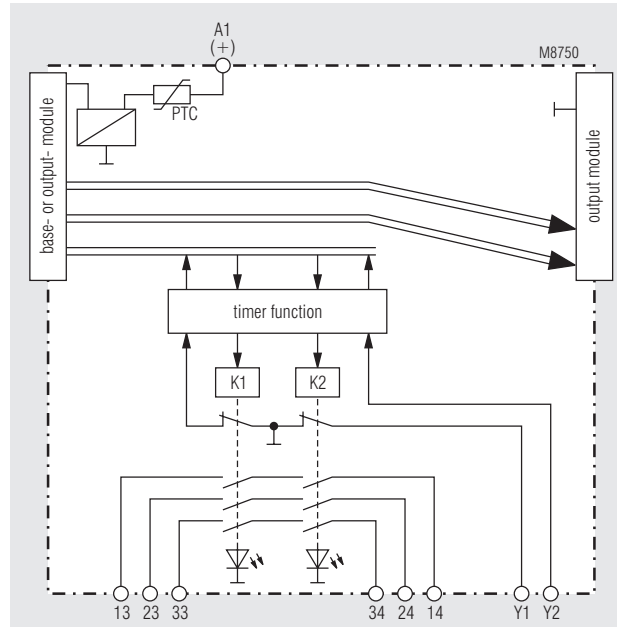 A1
(+)
M8750
PTC
base- or output- module
output module
timer function
K1 K2
13 23 33 34 24 14 Y1 Y2